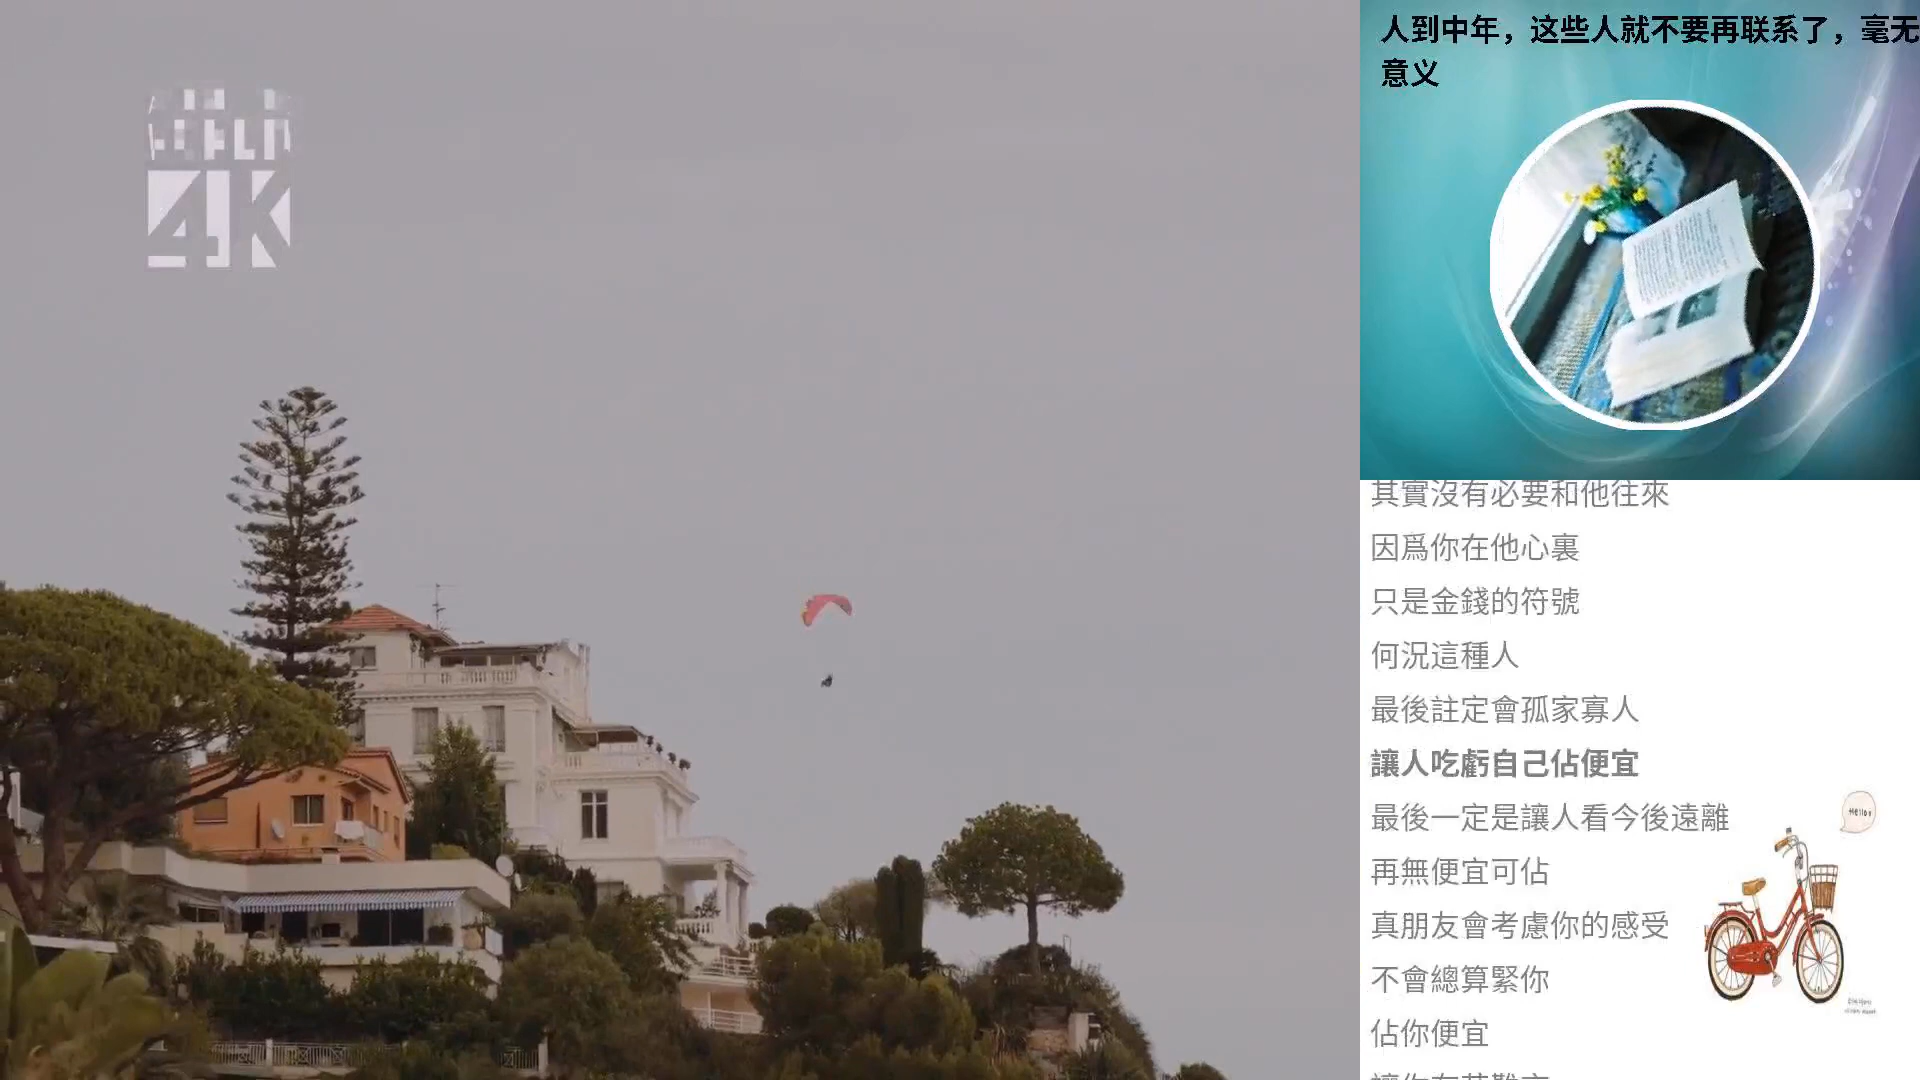 4K
人到中年，这些人就不要再联系了，毫无
意义
其實沒有必要和他往來
因爲你在他心裏
只是金錢的符號
何況這種人
最後註定會孤家寡人
讓人吃虧自己佔便宜
最後一定是讓人看今後遠離
再無便宜可佔
真朋友會考慮你的感受
不會總算緊你
佔你便宜
Hello!